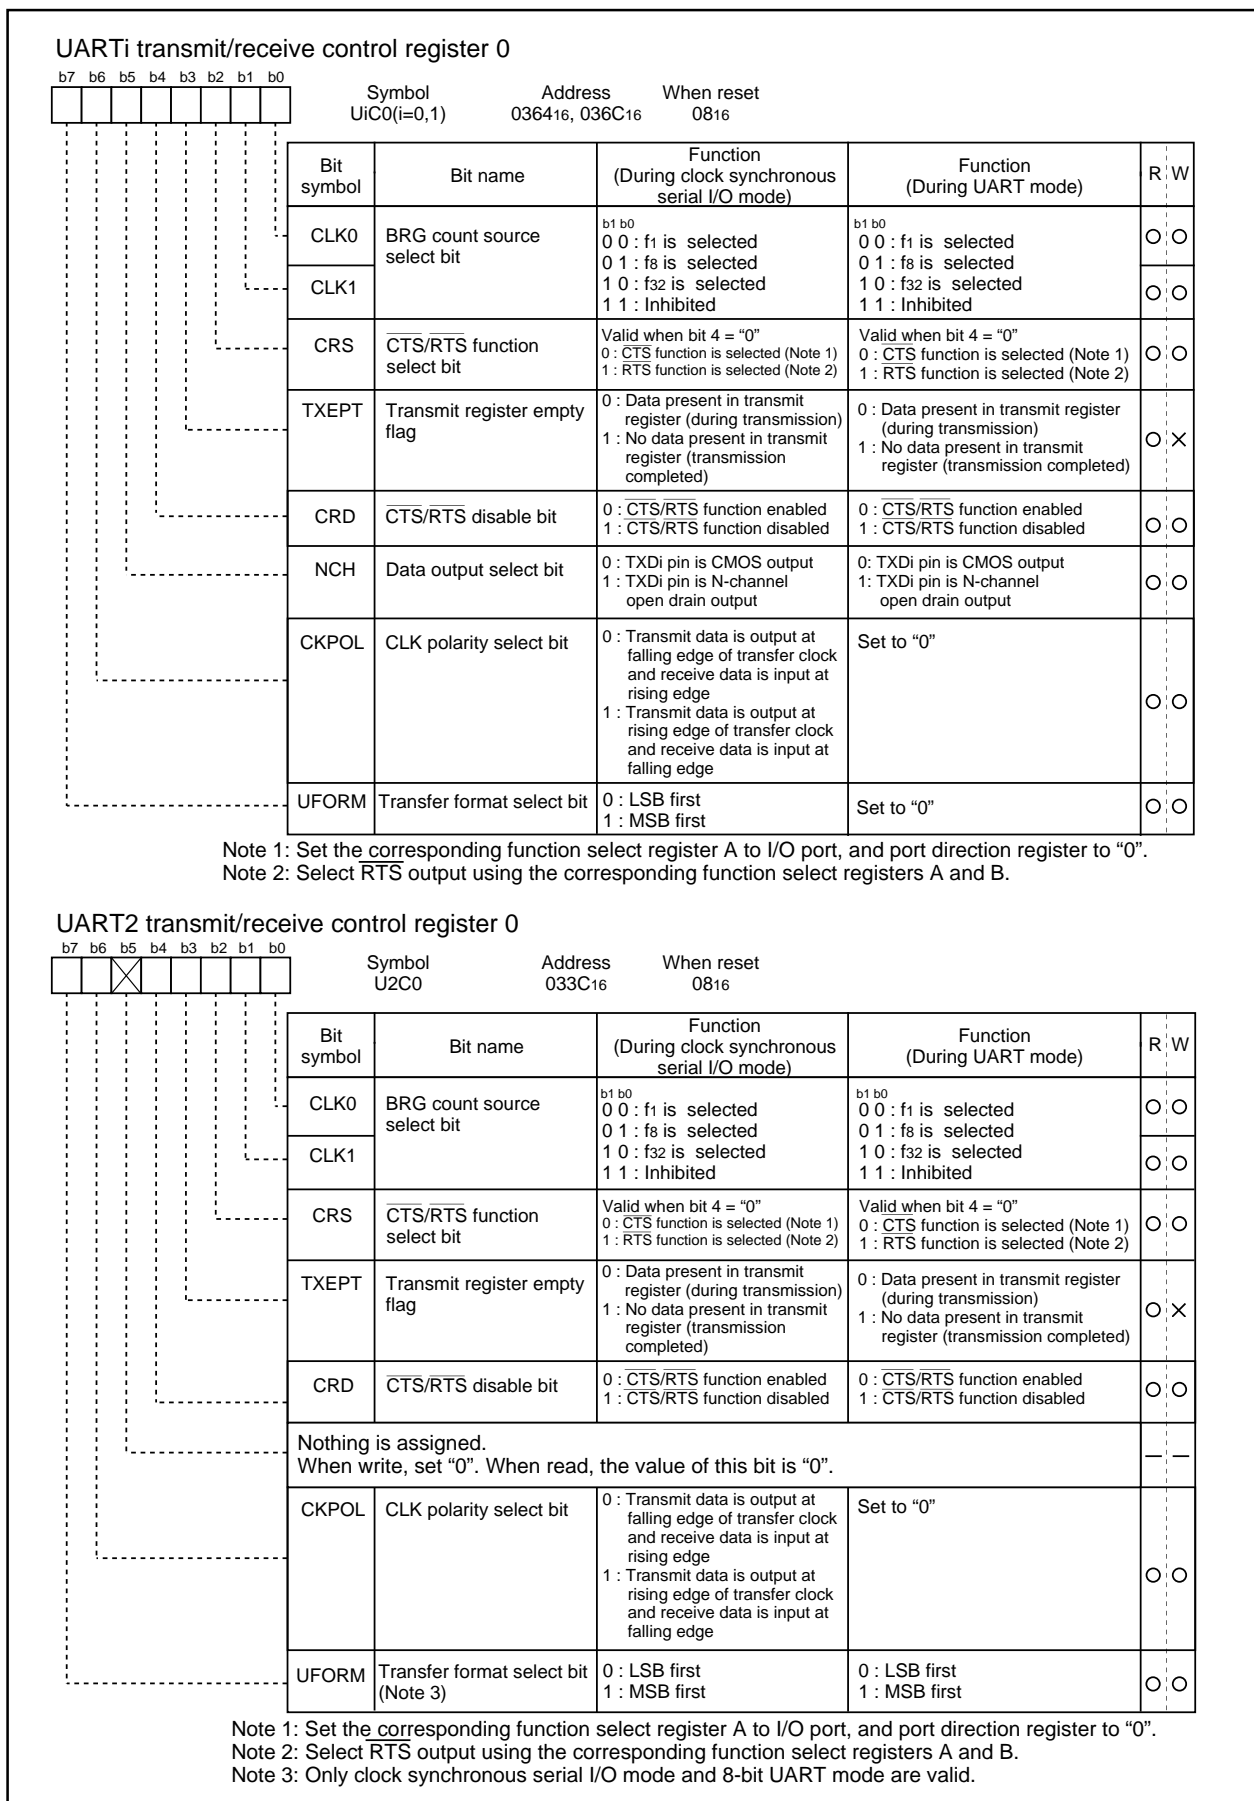 UARTi transmit/receive control register 0
b7 b6 b5 b4 b3 b2 b1 b0
Symbol Address When reset
UiC0(i=0,1) 036416, 036C16 0816
Bit symbol Bit name Function (During clock synchronous serial I/O mode) Function (During UART mode) R W
CLK0 BRG count source select bit
CLK1
b1 b0
0 0 : f1 is selected
0 1 : f8 is selected
1 0 : f32 is selected
1 1 : Inhibited
b1 b0
0 0 : f1 is selected
0 1 : f8 is selected
1 0 : f32 is selected
1 1 : Inhibited
CRS CTS/RTS function select bit
Valid when bit 4 = “0”
0 : CTS function is selected (Note 1)
1 : RTS function is selected (Note 2)
Valid when bit 4 = “0”
0 : CTS function is selected (Note 1)
1 : RTS function is selected (Note 2)
TXEPT Transmit register empty flag
0 : Data present in transmit
register (during transmission)
1 : No data present in transmit
register (transmission
completed)
0 : Data present in transmit register
(during transmission)
1 : No data present in transmit
register (transmission completed)
CRD CTS/RTS disable bit
0 : CTS/RTS function enabled
1 : CTS/RTS function disabled
0 : CTS/RTS function enabled
1 : CTS/RTS function disabled
NCH Data output select bit
0 : TXDi pin is CMOS output
1 : TXDi pin is N-channel
open drain output
0: TXDi pin is CMOS output
1: TXDi pin is N-channel
open drain output
CKPOL CLK polarity select bit
0 : Transmit data is output at
falling edge of transfer clock
and receive data is input at
rising edge
1 : Transmit data is output at
rising edge of transfer clock
and receive data is input at
falling edge
Set to “0”
UFORM Transfer format select bit
0 : LSB first
1 : MSB first
Set to “0”
Note 1: Set the corresponding function select register A to I/O port, and port direction register to “0”.
Note 2: Select RTS output using the corresponding function select registers A and B.
UART2 transmit/receive control register 0
b7 b6 b5 b4 b3 b2 b1 b0
Symbol Address When reset
U2C0 033C16 0816
Bit symbol Bit name Function (During clock synchronous serial I/O mode) Function (During UART mode) R W
CLK0 BRG count source select bit
CLK1
b1 b0
0 0 : f1 is selected
0 1 : f8 is selected
1 0 : f32 is selected
1 1 : Inhibited
b1 b0
0 0 : f1 is selected
0 1 : f8 is selected
1 0 : f32 is selected
1 1 : Inhibited
CRS CTS/RTS function select bit
Valid when bit 4 = “0”
0 : CTS function is selected (Note 1)
1 : RTS function is selected (Note 2)
Valid when bit 4 = “0”
0 : CTS function is selected (Note 1)
1 : RTS function is selected (Note 2)
TXEPT Transmit register empty flag
0 : Data present in transmit
register (during transmission)
1 : No data present in transmit
register (transmission
completed)
0 : Data present in transmit register
(during transmission)
1 : No data present in transmit
register (transmission completed)
CRD CTS/RTS disable bit
0 : CTS/RTS function enabled
1 : CTS/RTS function disabled
0 : CTS/RTS function enabled
1 : CTS/RTS function disabled
Nothing is assigned.
When write, set “0”. When read, the value of this bit is “0”.
CKPOL CLK polarity select bit
0 : Transmit data is output at
falling edge of transfer clock
and receive data is input at
rising edge
1 : Transmit data is output at
rising edge of transfer clock
and receive data is input at
falling edge
Set to “0”
UFORM Transfer format select bit (Note 3)
0 : LSB first
1 : MSB first
0 : LSB first
1 : MSB first
Note 1: Set the corresponding function select register A to I/O port, and port direction register to “0”.
Note 2: Select RTS output using the corresponding function select registers A and B.
Note 3: Only clock synchronous serial I/O mode and 8-bit UART mode are valid.